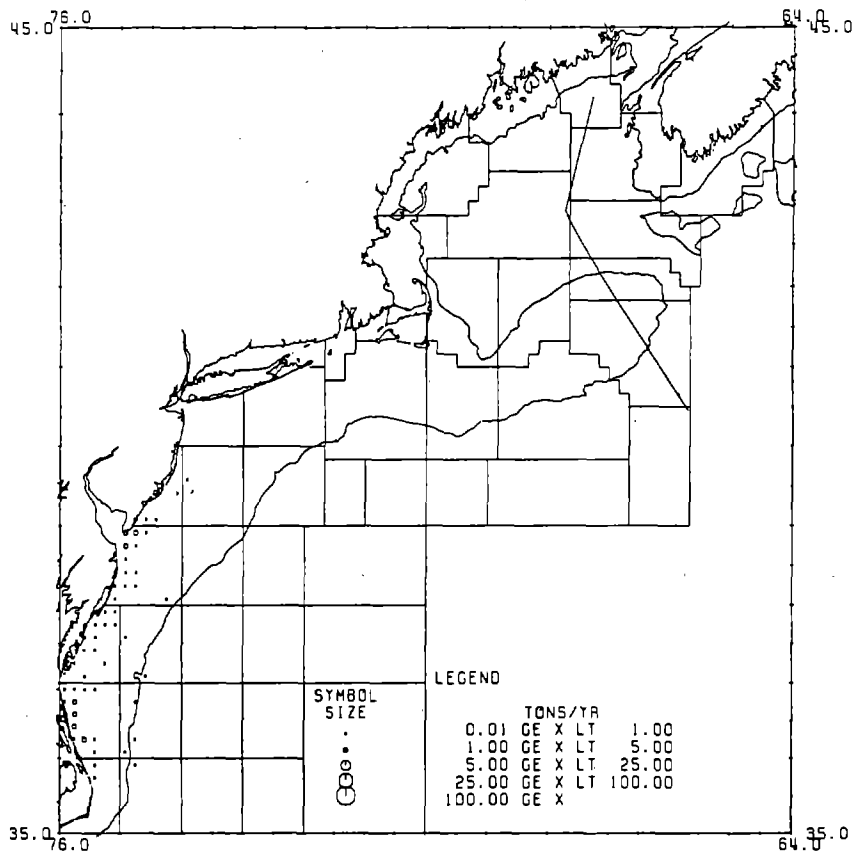 76.0
64.0
45.0
45.0
LEGEND
SYMBOL
SIZE
TONS/YR
0.01 GE X LT 1.00
1.00 GE X LT 5.00
5.00 GE X LT 25.00
25.00 GE X LT 100.00
100.00 GE X
35.0
35.0
76.0
64.0